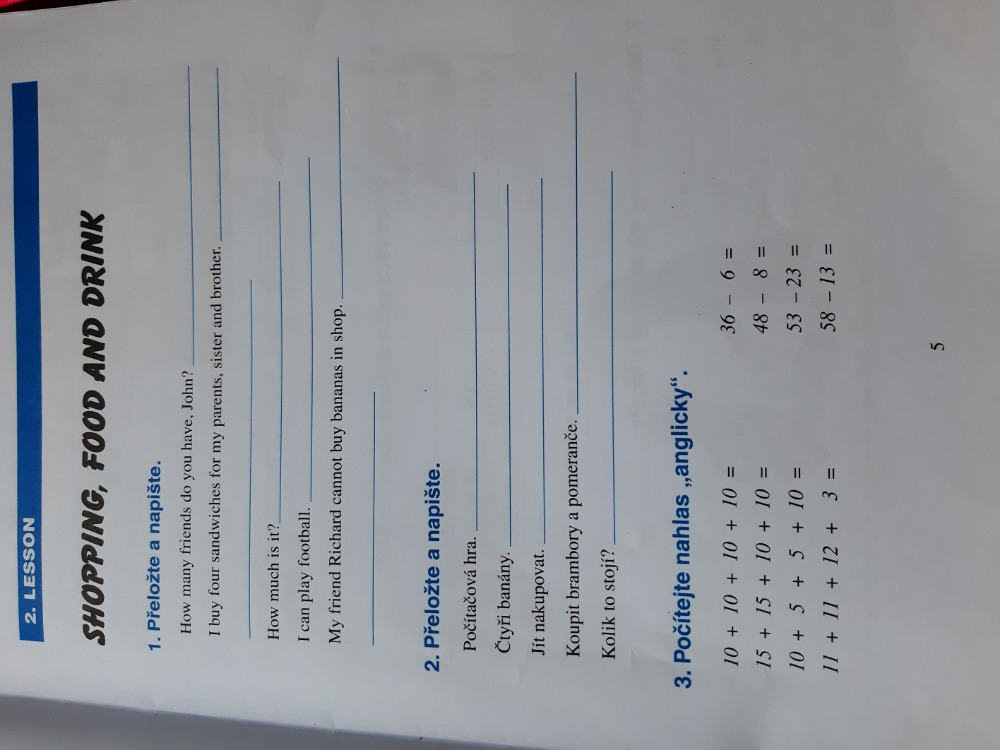 2. LESSON
SHOPPING, FOOD AND DRINK
1. Přeložte a napište.
How many friends do you have, John?
I buy four sandwiches for my parents, sister and brother.
How much is it?
I can play football.
My friend Richard cannot buy bananas in shop.
2. Přeložte a napište.
Počítačová hra.
Čtyři banány.
Jít nakupovat.
Koupit brambory a pomeranče.
Kolik to stojí?
3. Počítejte nahlas „anglicky“.
10 + 10 + 10 + 10 = 36 – 6 =
15 + 15 + 10 + 10 = 48 – 8 =
10 + 5 + 5 + 10 = 53 – 23 =
11 + 11 + 12 + 3 = 58 – 13 =
5